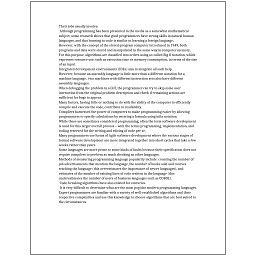 Their jobs usually involve:
Although programming has been presented in the media as a somewhat mathematical
subject, some research shows that good programmers have strong skills in natural human
languages, and that learning to code is similar to learning a foreign language.
However, with the concept of the stored-program computer introduced in 1949, both
programs and data were stored and manipulated in the same way in computer memory.
For this purpose, algorithms are classified into orders using so-called Big O notation, which
expresses resource use, such as execution time or memory consumption, in terms of the size
of an input.
Integrated development environments (IDEs) aim to integrate all such help.
However, because an assembly language is little more than a different notation for a
machine language, two machines with different instruction sets also have different
assembly languages.
When debugging the problem in a GUI, the programmer can try to skip some user
interaction from the original problem description and check if remaining actions are
sufficient for bugs to appear.
Many factors, having little or nothing to do with the ability of the computer to efficiently
compile and execute the code, contribute to readability.
Compilers harnessed the power of computers to make programming easier by allowing
programmers to specify calculations by entering a formula using infix notation.
While these are sometimes considered programming, often the term software development
is used for this larger overall process – with the terms programming, implementation, and
coding reserved for the writing and editing of code per se.
Many programmers use forms of Agile software development where the various stages of
formal software development are more integrated together into short cycles that take a few
weeks rather than years.
Some languages are more prone to some kinds of faults because their specification does not
require compilers to perform as much checking as other languages.
Methods of measuring programming language popularity include: counting the number of
job advertisements that mention the language, the number of books sold and courses
teaching the language (this overestimates the importance of newer languages), and
estimates of the number of existing lines of code written in the language (this
underestimates the number of users of business languages such as COBOL).
Code-breaking algorithms have also existed for centuries.
It is very difficult to determine what are the most popular modern programming languages.
Expert programmers are familiar with a variety of well-established algorithms and their
respective complexities and use this knowledge to choose algorithms that are best suited to
the circumstances.